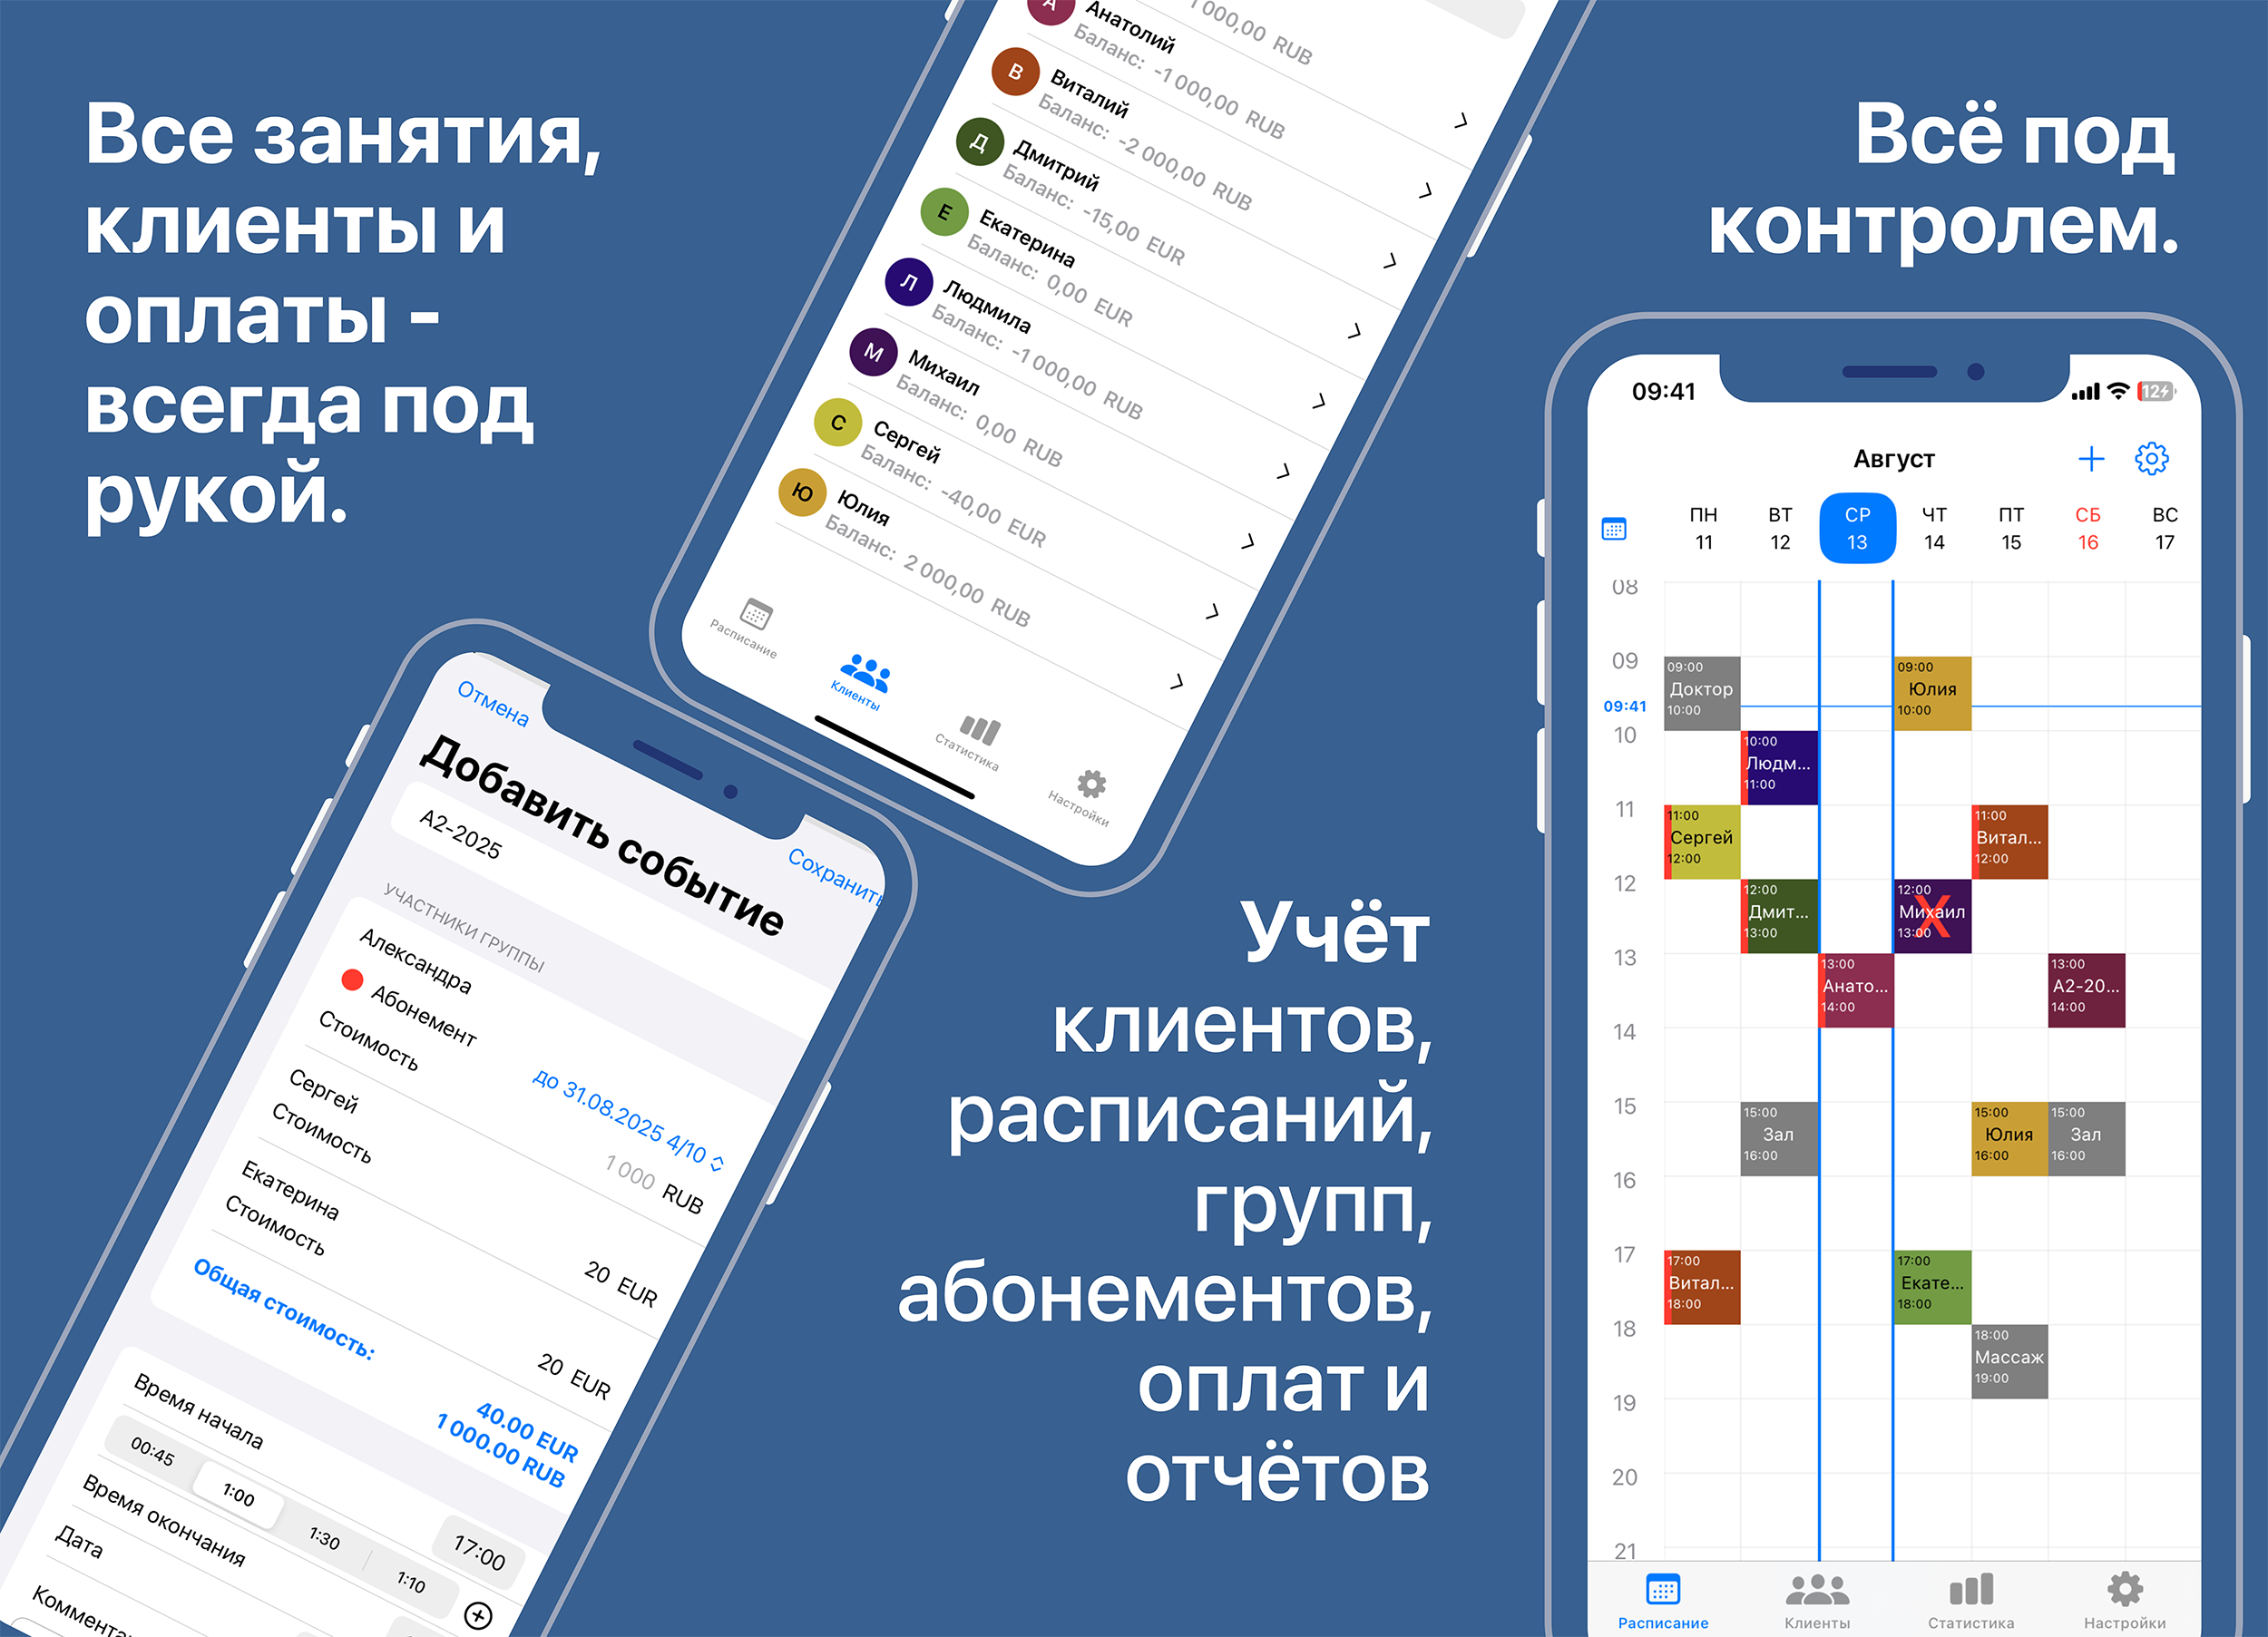 Все занятия,
клиенты и
оплаты -
всегда под
рукой.
1 000,00 RUB
А
Анатолий
Баланс: -1 000,00 RUB
В
Виталий
Баланс: -2 000,00 RUB
Д
Дмитрий
Баланс: -15,00 EUR
Е
Екатерина
Баланс: 0,00 EUR
Л
Людмила
Баланс: -1 000,00 RUB
М
Михаил
Баланс: 0,00 RUB
С
Сергей
Баланс: -40,00 EUR
Ю
Юлия
Баланс: 2 000,00 RUB
Расписание
Клиенты
Статистика
Настройки
Отмена
Сохранить
Добавить событие
А2-2025
УЧАСТНИКИ ГРУППЫ
Александра
Абонемент
до 31.08.2025 4/10
Стоимость
1 000 RUB
Сергей
Стоимость
20 EUR
Екатерина
Стоимость
20 EUR
Общая стоимость:
40.00 EUR
1 000.00 RUB
Время начала
17:00
00:45
1:00
1:30
1:10
Время окончания
Дата
Коммента
Учёт
клиентов,
расписаний,
групп,
абонементов,
оплат и
отчётов
Всё под
контролем.
09:41
12
Август
ПН ВТ СР ЧТ ПТ СБ ВС
11 12 13 14 15 16 17
08
09
09:00
Доктор
10:00
09:00
Юлия
10:00
09:41
10
10:00
Людм...
11:00
11
11:00
Сергей
12:00
11:00
Витал...
12:00
12
12:00
Дмит...
13:00
12:00
Михаил
13:00
X
13
13:00
Анато...
14:00
13:00
А2-20...
14:00
14
15
15:00
Зал
16:00
15:00
Юлия
16:00
15:00
Зал
16:00
16
17
17:00
Витал...
18:00
17:00
Екате...
18:00
18
18:00
Массаж
19:00
19
20
21
Расписание
Клиенты
Статистика
Настройки